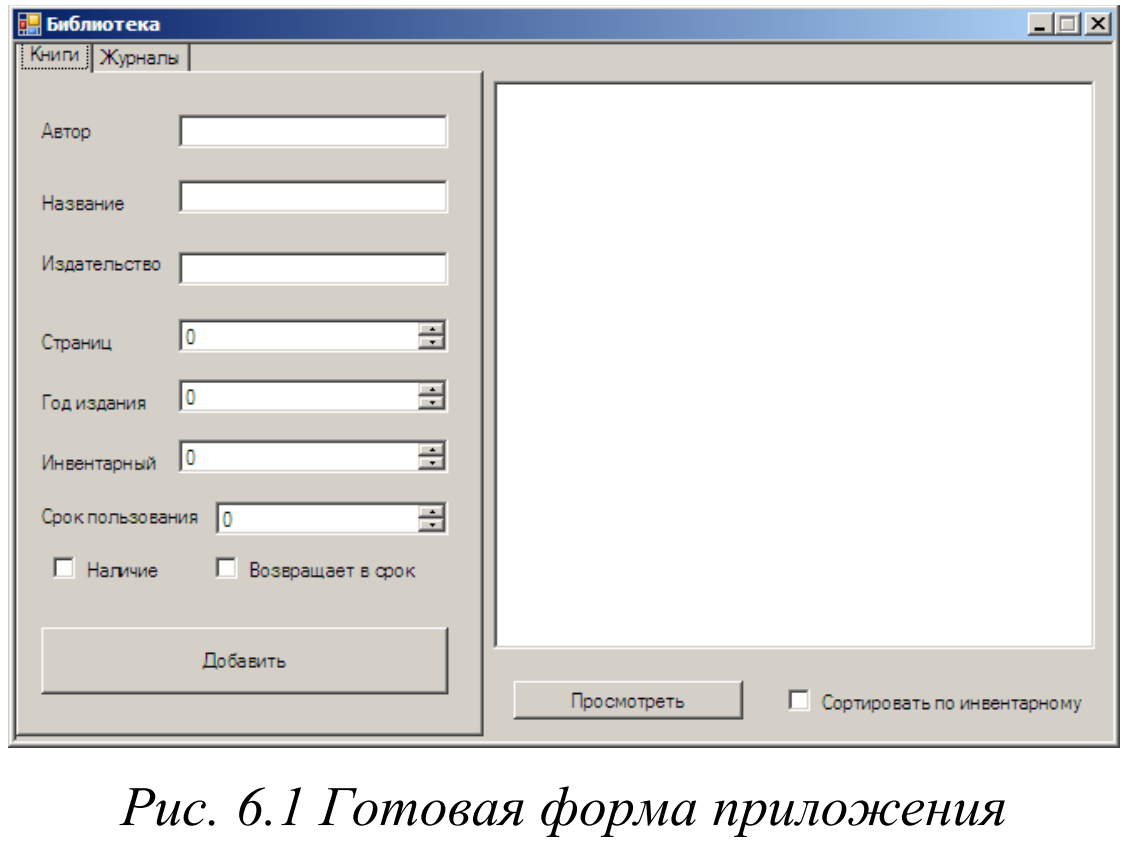 Библиотека
Книги
Журналы
Автор
Название
Издательство
Страниц
0
Год издания
0
Инвентарный
0
Срок пользования
0
Наличие
Возвращает в срок
Добавить
Просмотреть
Сортировать по инвентарному
Рис. 6.1 Готовая форма приложения